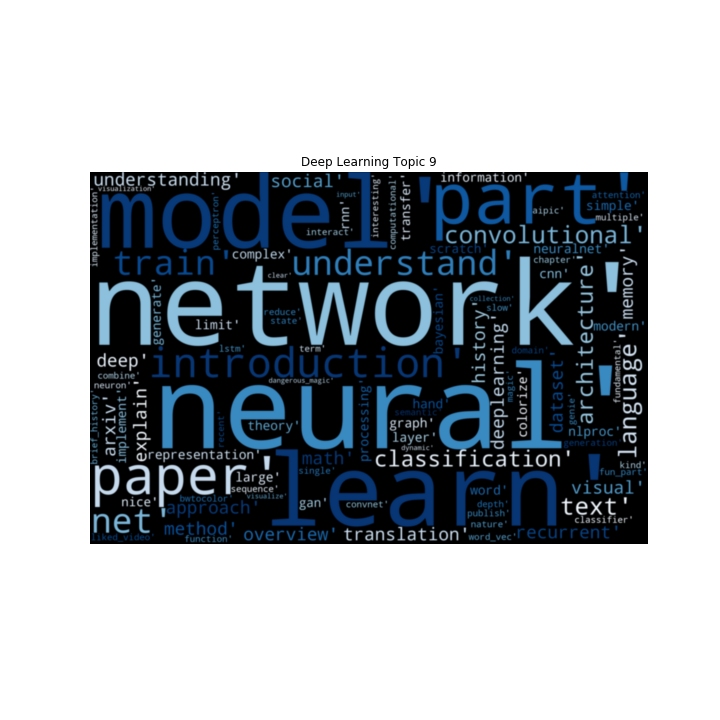 Deep Learning Topic 9
understanding'
social'
information'
visualization'
model'
part'
attention'
simple'
multiple'
aipic'
input'
rnn'
interact'
interesting'
computational'
transfer'
perceptron'
implementation'
convolutional'
scratch'
neuralnet'
complex'
train'
understand'
chapter'
cnn'
memory'
clear'
network'
generate'
reduce'
state'
limit'
bayesian'
collection'
slow'
history'
architecture'
modern'
lstm'
term'
deep'
introduction'
domain'
combine'
neuron'
dangerous_magic'
deeplearning'
magic'
colorize'
dataset'
genie'
fundamental'
language'
neural'
brief_history'
arxiv'
implement'
explain'
recent'
theory'
processing'
hand'
semantic'
graph'
layer'
nlproc'
generation'
math'
dynamic'
representation'
classification'
kind'
paper'
large'
single'
fun_part'
learn'
sequence'
visualize'
word'
visual'
nice'
bwtocolor'
approach'
gan'
convnet'
depth'
publish'
text'
net'
method'
nature'
classifier'
liked_video'
function'
overview'
translation'
word_vec'
recurrent'